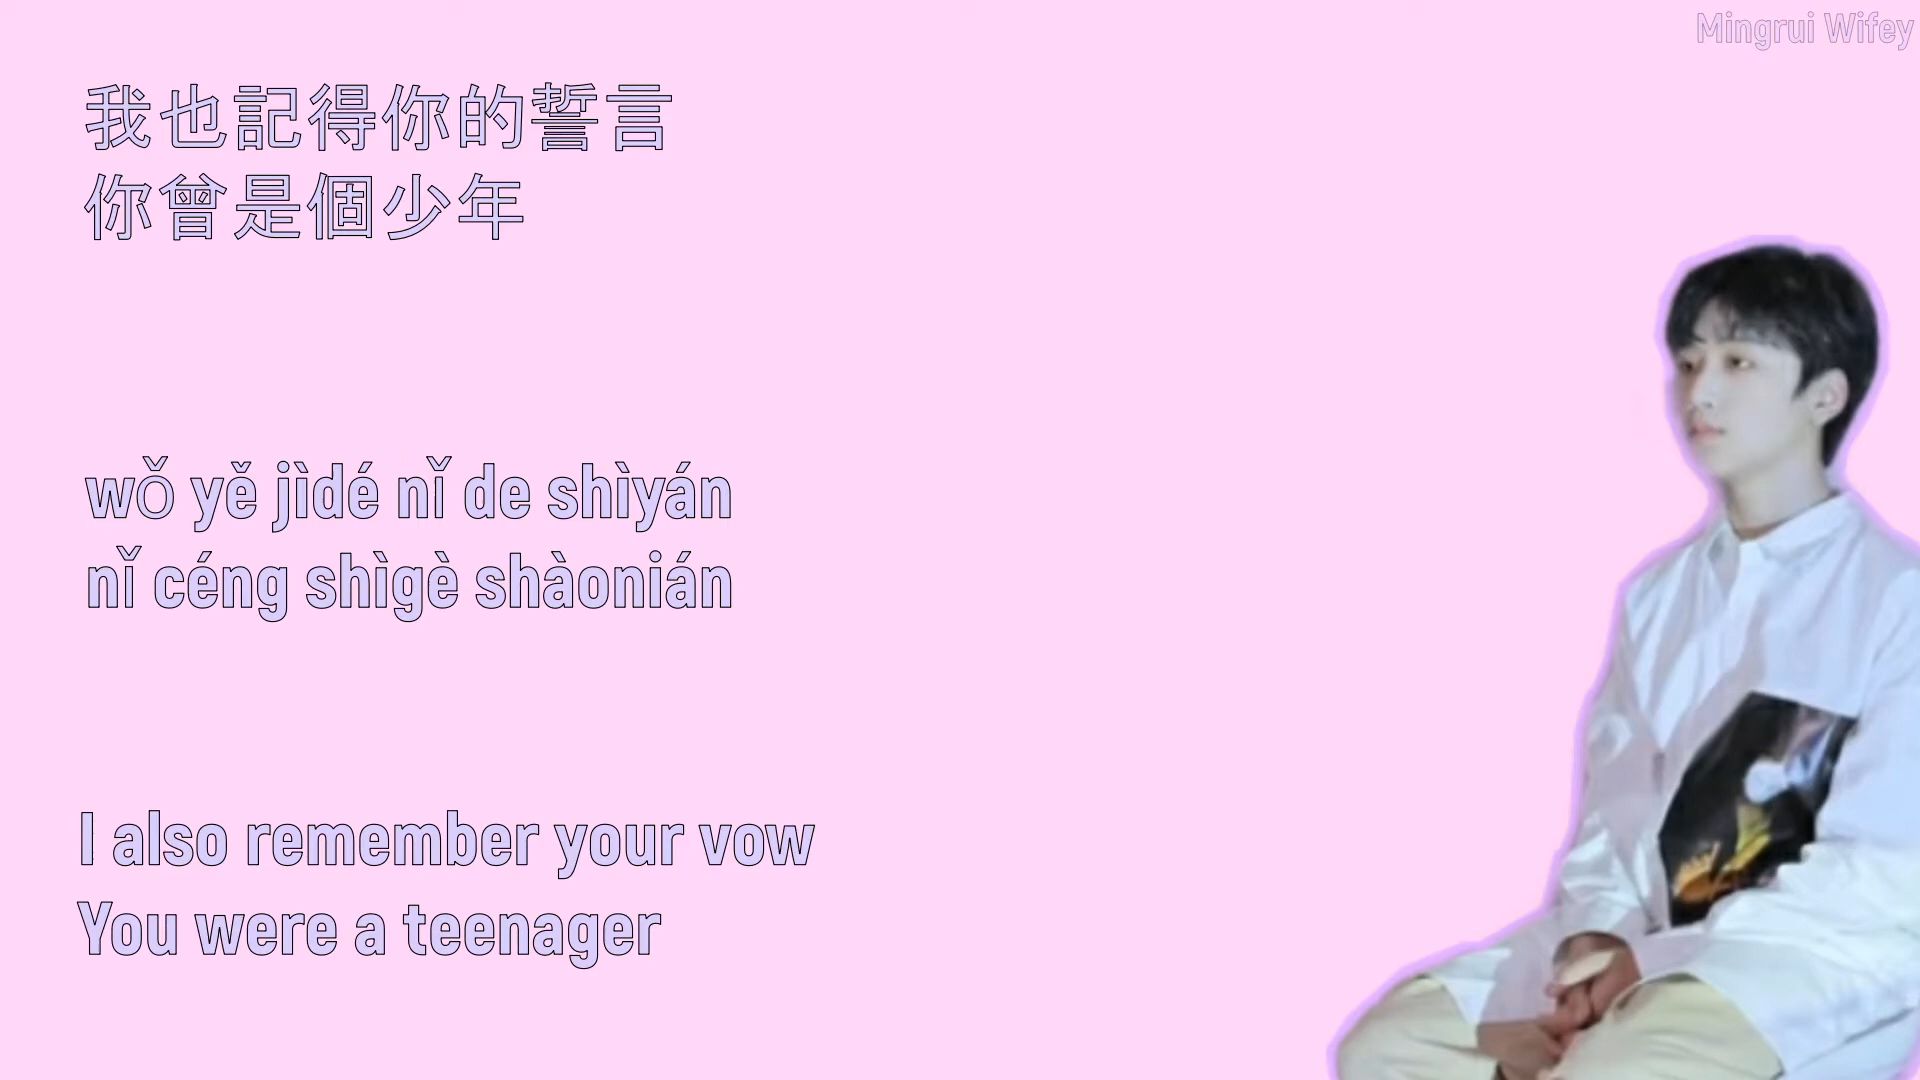 Mingrui Wifey
我也記得你的誓言
你曾是個少年
wǒ yě jìdé nǐ de shìyán
nǐ céng shìgè shàonián
I also remember your vow
You were a teenager